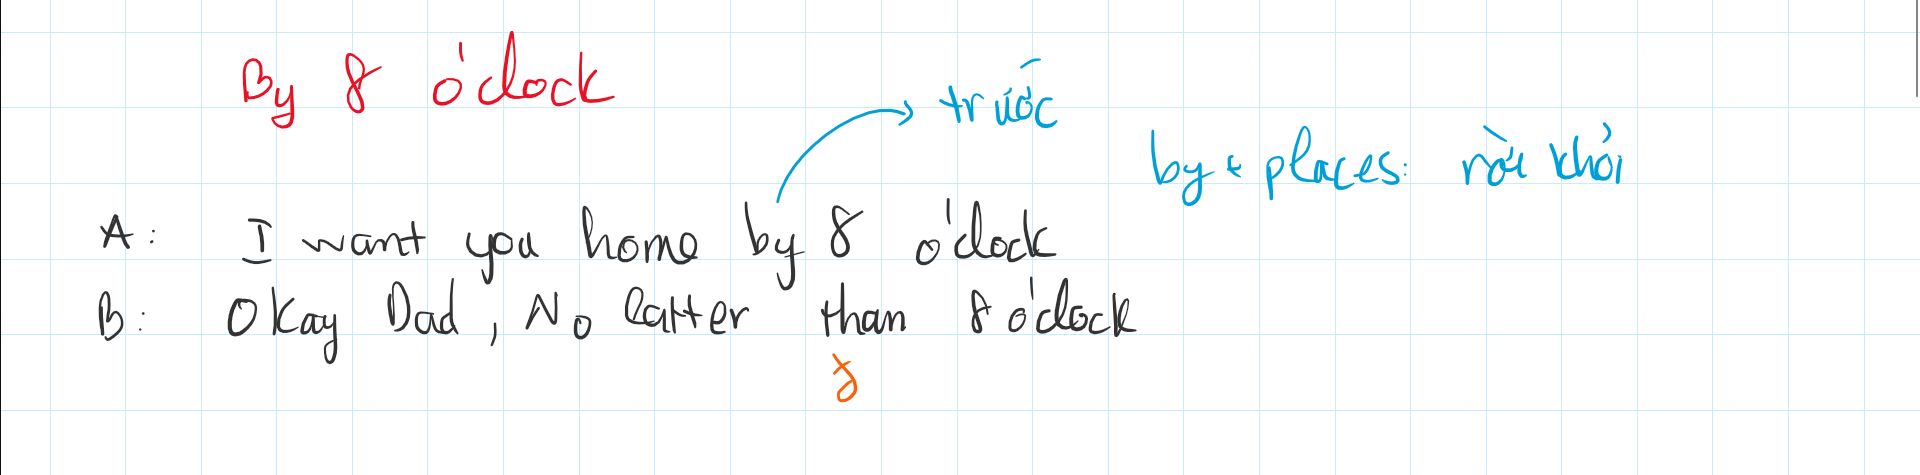 By 8 o'clock
trước
by + places: rời khỏi
A: I want you home by 8 o'clock
B: Okay Dad, No latter than 8 o'clock